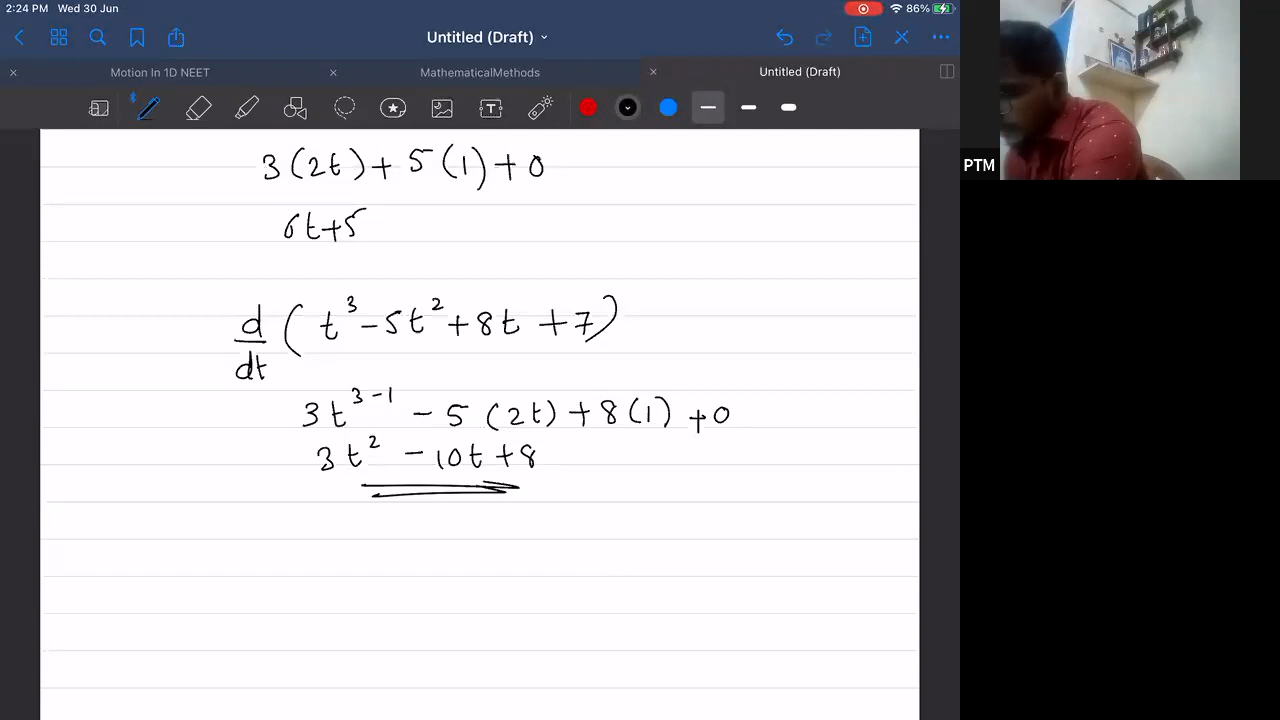 2:24 PM Wed 30 Jun 86%
Untitled (Draft)
Motion In 1D NEET MathematicalMethods Untitled (Draft)
PTM
3(2t)+5(1)+0
6t+5
d/dt (t³-5t²+8t+7)
3t³⁻¹ - 5(2t)+8(1)+0
3t² - 10t+8